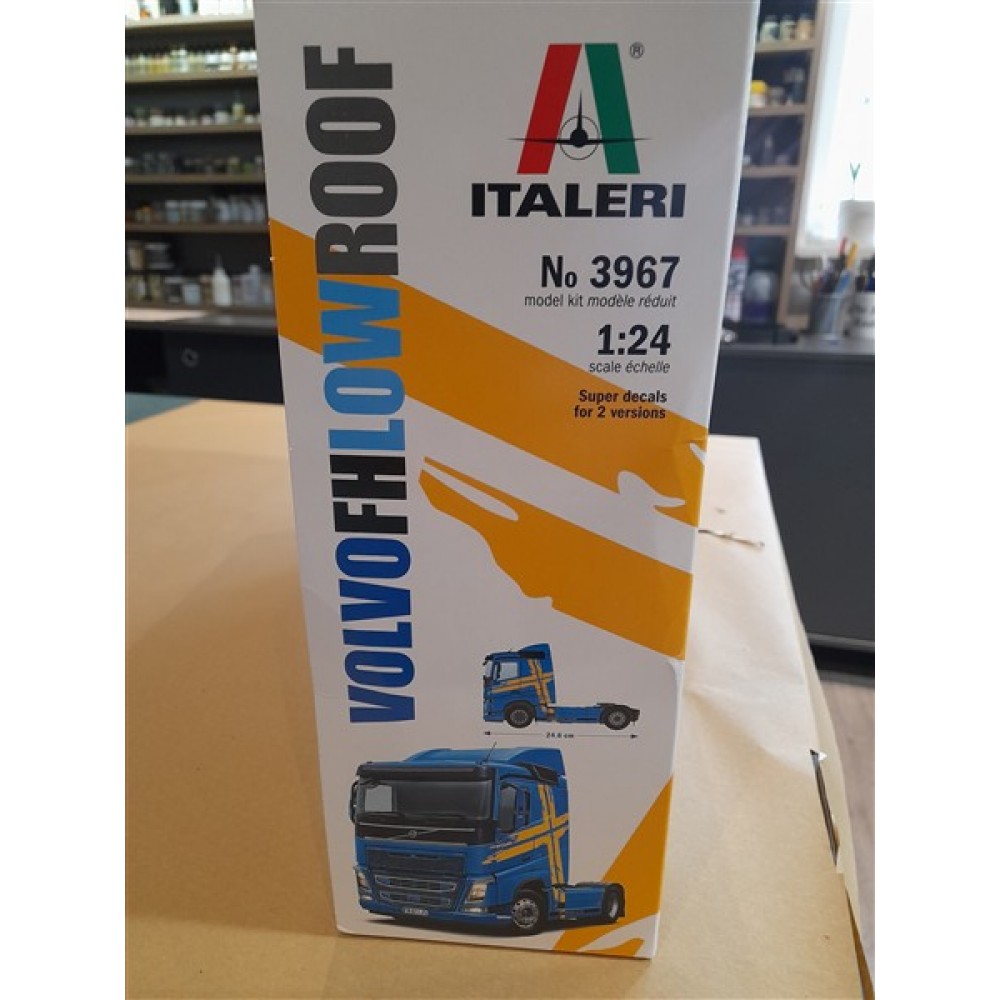 VOLVOFHLOWROOF
®
ITALERI
No 3967
model kit modèle réduit
1:24
scale échelle
Super decals
for 2 versions
24.6 cm